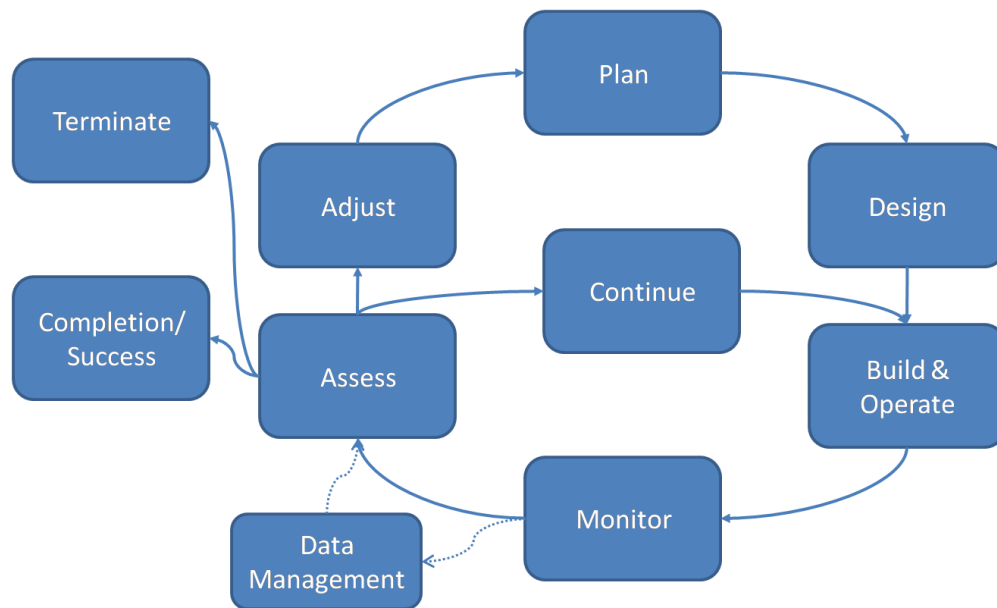 Plan
Terminate
Adjust
Design
Continue
Completion/
Success
Assess
Build &
Operate
Monitor
Data
Management